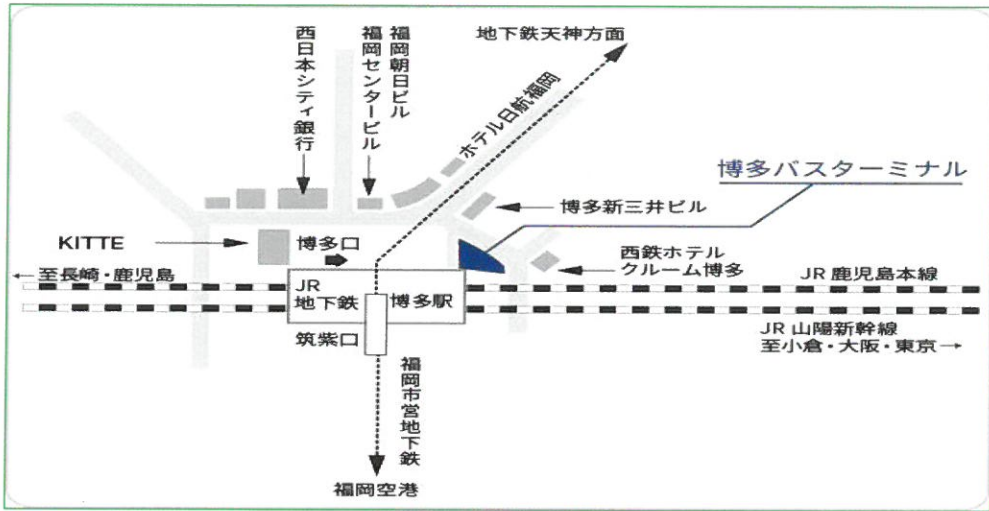 地下鉄天神方面
西日本シティ銀行
福岡センタービル
福岡朝日ビル
ホテル日航福岡
博多バスターミナル
博多新三井ビル
KITTE
博多口
西鉄ホテル
クルーム博多
←至長崎・鹿児島
JR 鹿児島本線
JR
地下鉄
博多駅
筑紫口
JR 山陽新幹線
至小倉・大阪・東京→
福岡市営地下鉄
福岡空港